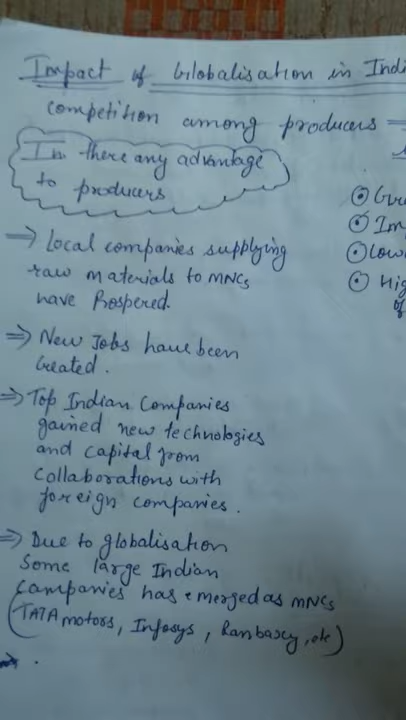 Impact of Globalisation in Indi
competition among producers =
Is there any advantage
to producers
=> Local companies supplying
raw materials to MNCs
have Prospered.
=> New Jobs have been
Created.
=> Top Indian Companies
gained new technologies
and capital from
Collaborations with
foreign companies.
=> Due to globalisation
Some large Indian
Companies has emerged as MNCs
(TATA motors, Infosys, Ranbaxy, etc)